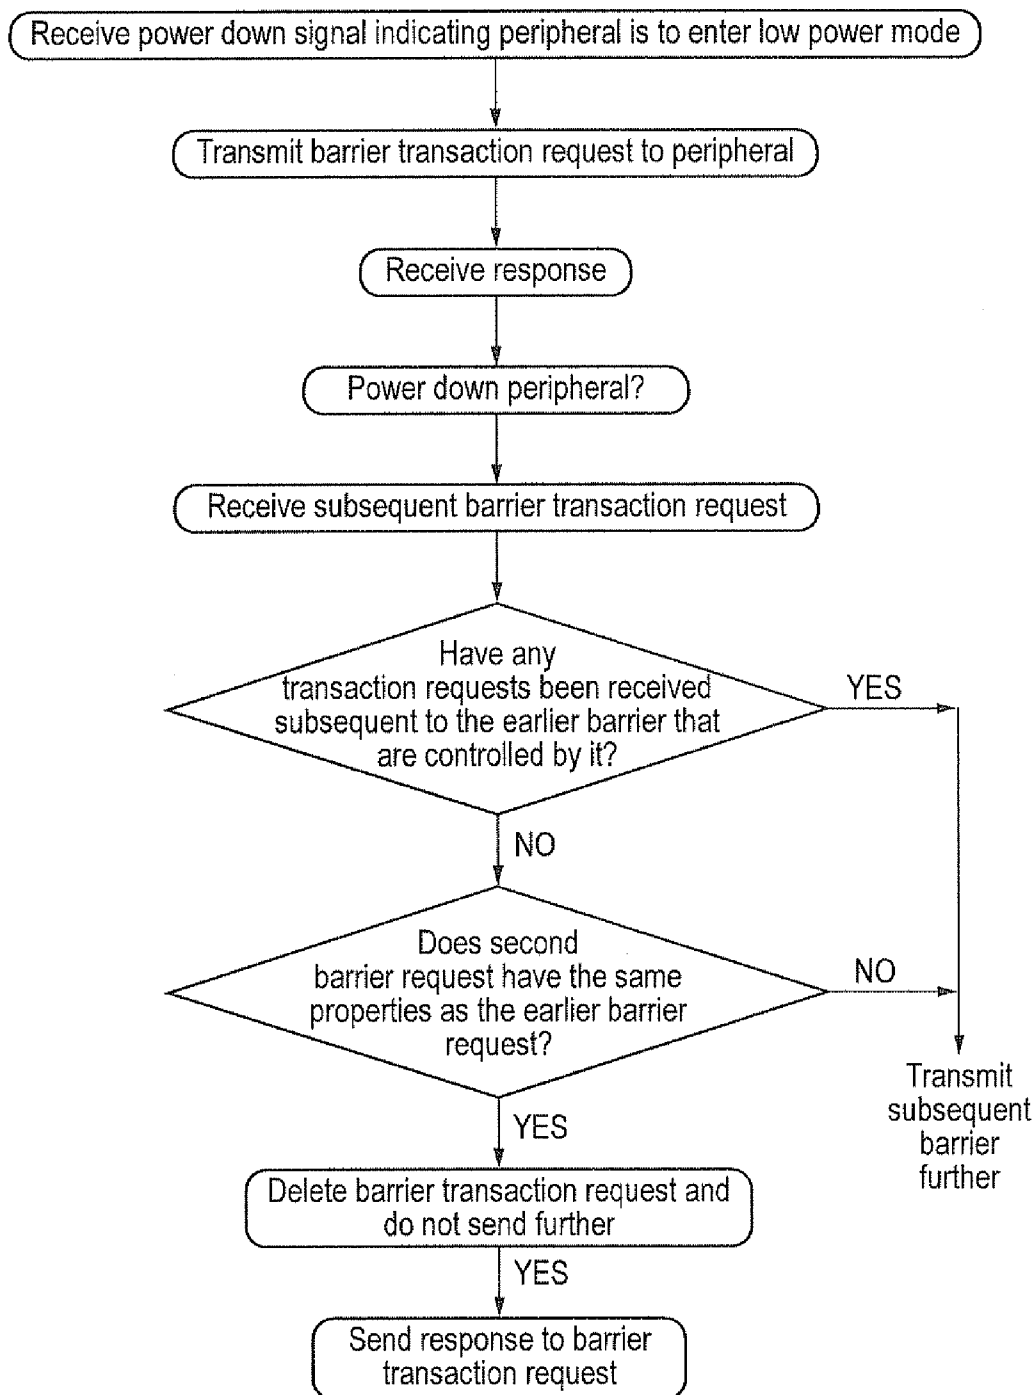 Receive power down signal indicating peripheral is to enter low power mode
Transmit barrier transaction request to peripheral
Receive response
Power down peripheral?
Receive subsequent barrier transaction request
Have any
transaction requests been received
subsequent to the earlier barrier that
are controlled by it?
YES
NO
Does second
barrier request have the same
properties as the earlier barrier
request?
NO
Transmit
subsequent
barrier
further
YES
Delete barrier transaction request and
do not send further
YES
Send response to barrier
transaction request